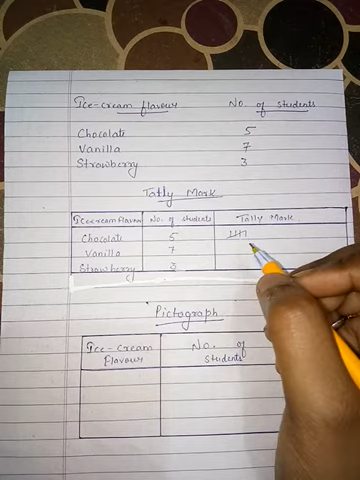 Ice-cream flavour No. of students
Chocolate 5
Vanilla 7
Strawberry 3
Tally Mark
Ice-cream flavour No. of students Tally Mark
Chocolate 5
Vanilla 7
Strawberry 3
Pictograph
Ice-cream No. of
Flavour students